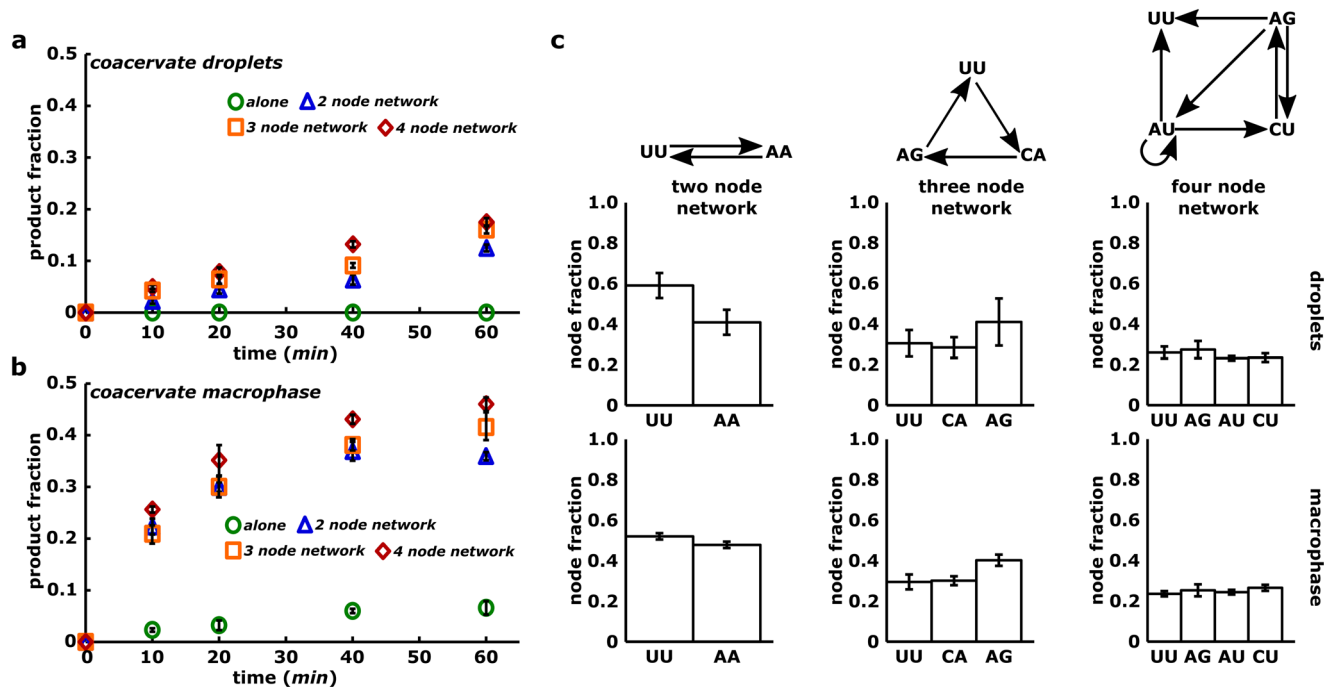 a
coacervate droplets
alone 2 node network
3 node network 4 node network
product fraction
0.5
0.4
0.3
0.2
0.1
0
0 10 20 30 40 50 60
time (min)
b
coacervate macrophase
alone 2 node network
3 node network 4 node network
product fraction
0.5
0.4
0.3
0.2
0.1
0
0 10 20 30 40 50 60
time (min)
c
UU AA
two node
network
UU
AG CA
three node
network
UU AG
AU CU
four node
network
node fraction
1.0
0.8
0.6
0.4
0.2
0
UU AA
node fraction
1.0
0.8
0.6
0.4
0.2
0
UU CA AG
node fraction
1.0
0.8
0.6
0.4
0.2
0
UU AG AU CU
droplets
node fraction
1.0
0.8
0.6
0.4
0.2
0
UU AA
node fraction
1.0
0.8
0.6
0.4
0.2
0
UU CA AG
node fraction
1.0
0.8
0.6
0.4
0.2
0
UU AG AU CU
macrophase